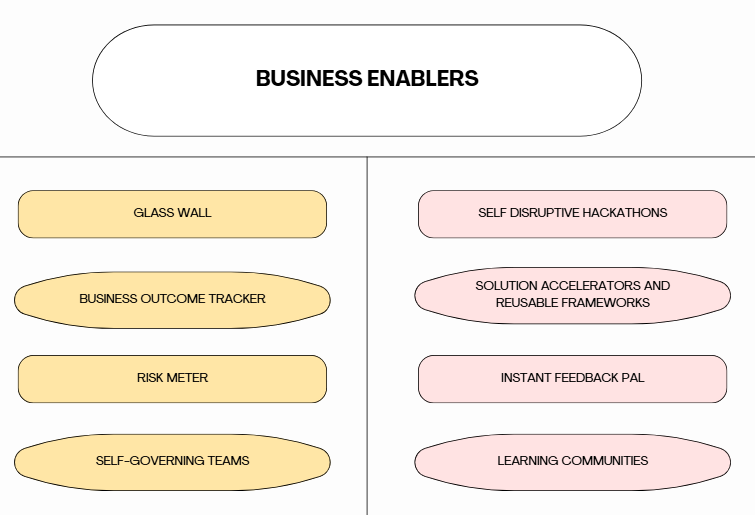 BUSINESS ENABLERS
GLASS WALL
BUSINESS OUTCOME TRACKER
RISK METER
SELF-GOVERNING TEAMS
SELF DISRUPTIVE HACKATHONS
SOLUTION ACCELERATORS AND
REUSABLE FRAMEWORKS
INSTANT FEEDBACK PAL
LEARNING COMMUNITIES